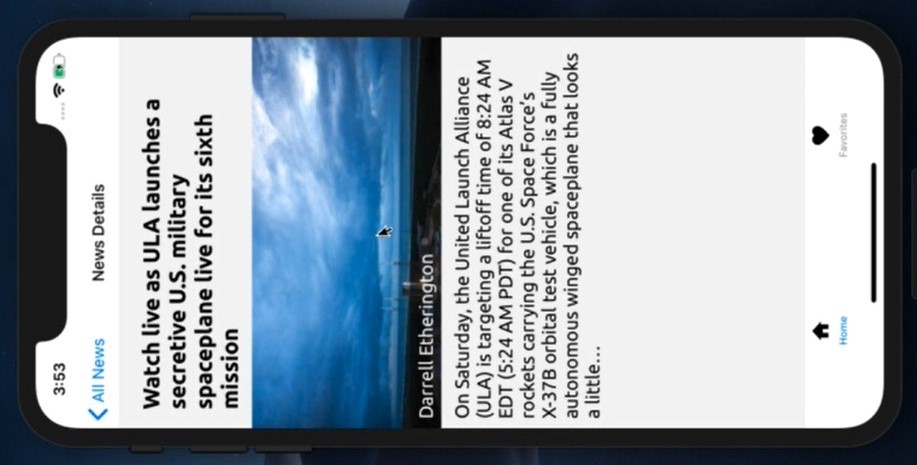 3:53
All News
News Details
Watch live as ULA launches a
secretive U.S. military
spaceplane live for its sixth
mission
Darrell Etherington
On Saturday, the United Launch Alliance
(ULA) is targeting a liftoff time of 8:24 AM
EDT (5:24 AM PDT) for one of its Atlas V
rockets carrying the U.S. Space Force's
X-37B orbital test vehicle, which is a fully
autonomous winged spaceplane that looks
a little...
Home
Favorites